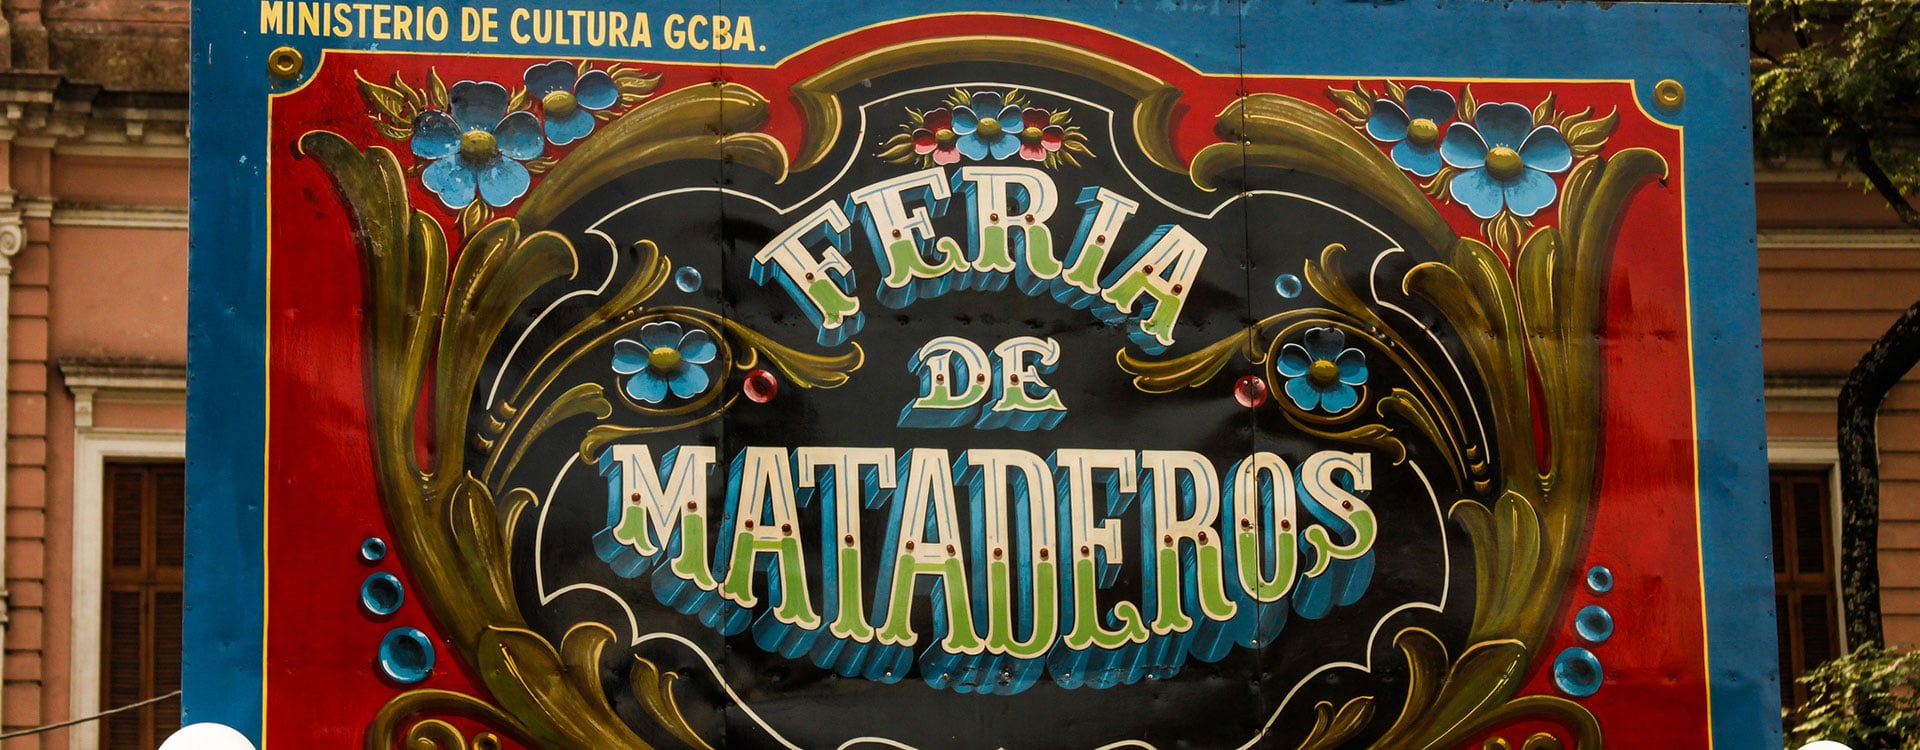 MINISTERIO DE CULTURA GCBA.
FERIA
DE
MATADEROS